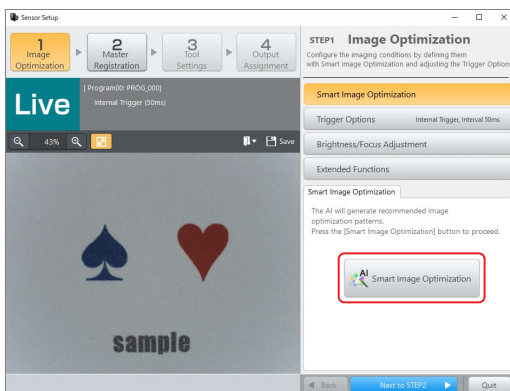 Sensor Setup
1
Image
Optimization
2
Master
Registration
3
Tool
Settings
4
Output
Assignment
Live
[ Program00: PROG_000]
Internal Trigger (50ms)
43%
Save
sample
STEP1 Image Optimization
Configure the imaging conditions by defining them
with Smart Image Optimization and adjusting the Trigger Option
Smart Image Optimization
Trigger Options Internal Trigger, Interval 50ms
Brightness/Focus Adjustment
Extended Functions
Smart Image Optimization
The AI will generate recommended image
optimization patterns.
Press the [Smart Image Optimization] button to proceed.
AI Smart Image Optimization
Back
Next to STEP2
Quit